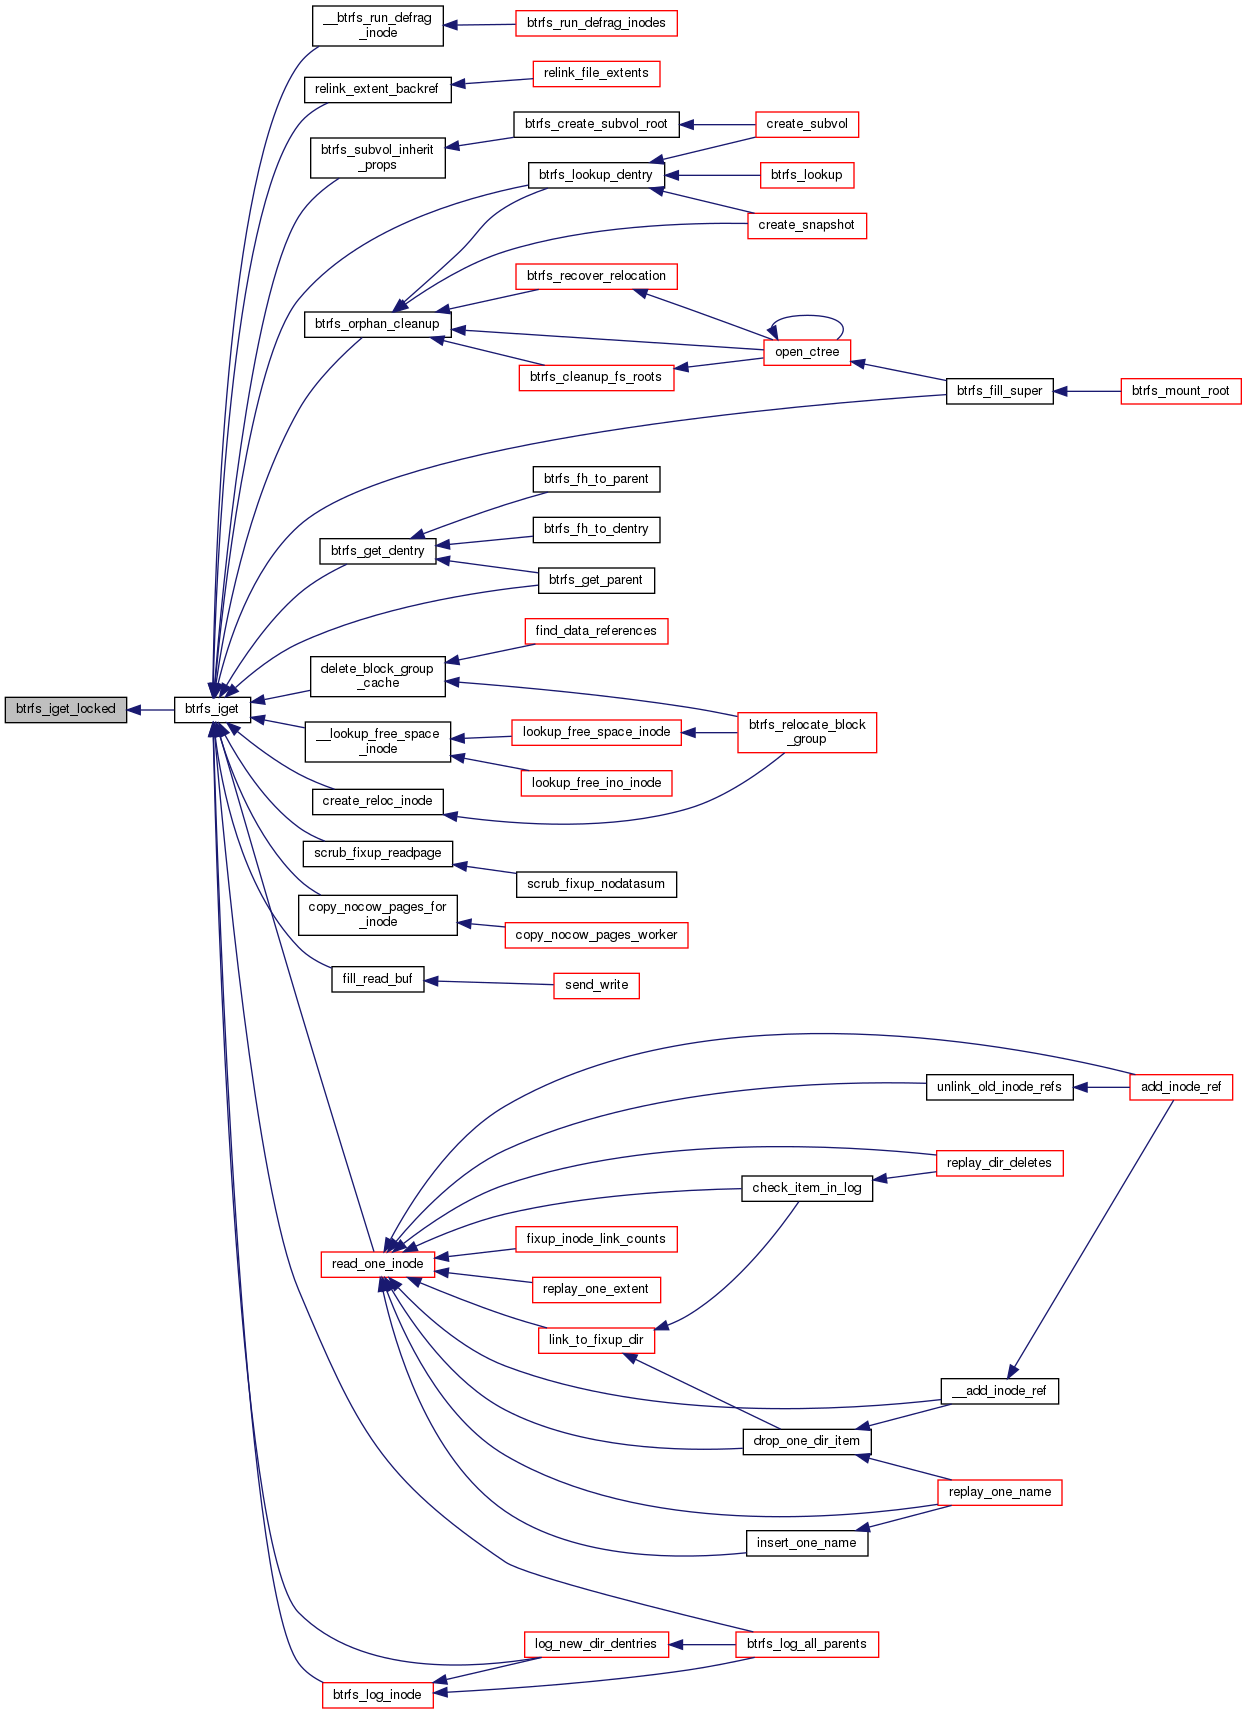 __btrfs_run_defrag
_inode
btrfs_run_defrag_inodes
relink_file_extents
relink_extent_backref
btrfs_create_subvol_root
create_subvol
btrfs_subvol_inherit
_props
btrfs_lookup_dentry
btrfs_lookup
create_snapshot
btrfs_recover_relocation
btrfs_orphan_cleanup
open_ctree
btrfs_cleanup_fs_roots
btrfs_fill_super
btrfs_mount_root
btrfs_fh_to_parent
btrfs_fh_to_dentry
btrfs_get_dentry
btrfs_get_parent
find_data_references
delete_block_group
_cache
btrfs_iget_locked
btrfs_iget
__lookup_free_space
_inode
lookup_free_space_inode
btrfs_relocate_block
_group
lookup_free_ino_inode
create_reloc_inode
scrub_fixup_readpage
scrub_fixup_nodatasum
copy_nocow_pages_for
_inode
copy_nocow_pages_worker
fill_read_buf
send_write
unlink_old_inode_refs
add_inode_ref
replay_dir_deletes
check_item_in_log
fixup_inode_link_counts
read_one_inode
replay_one_extent
link_to_fixup_dir
__add_inode_ref
drop_one_dir_item
replay_one_name
insert_one_name
log_new_dir_dentries
btrfs_log_all_parents
btrfs_log_inode